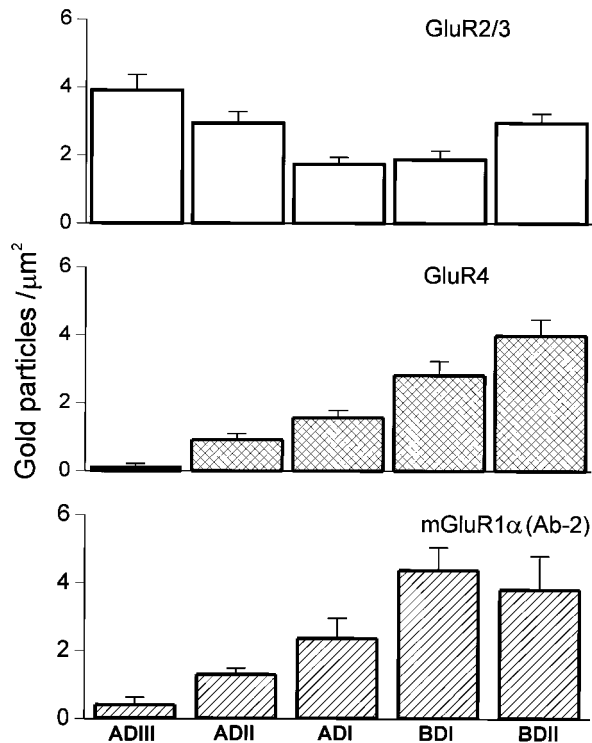 GluR2/3
6
4
2
0
GluR4
6
4
2
0
mGluR1α (Ab-2)
6
4
2
0
Gold particles /μm²
ADIII ADII ADI BDI BDII